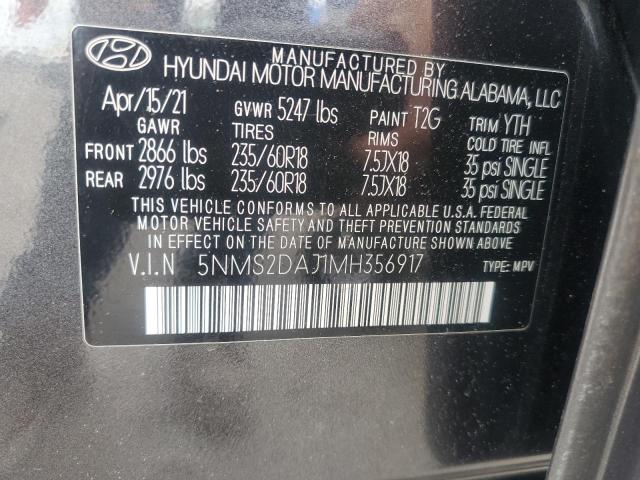 MANUFACTURED BY
HYUNDAI MOTOR MANUFACTURING ALABAMA, LLC
Apr/15/21 GVWR 5247 lbs PAINT T2G TRIM YTH
GAWR TIRES RIMS COLD TIRE INFL
FRONT 2866 lbs 235/60R18 7.5JX18 35 psi SINGLE
REAR 2976 lbs 235/60R18 7.5JX18 35 psi SINGLE
THIS VEHICLE CONFORMS TO ALL APPLICABLE U.S.A. FEDERAL
MOTOR VEHICLE SAFETY AND THEFT PREVENTION STANDARDS
IN EFFECT ON THE DATE OF MANUFACTURE SHOWN ABOVE.
V.I.N 5NMS2DAJ1MH356917 TYPE: MPV